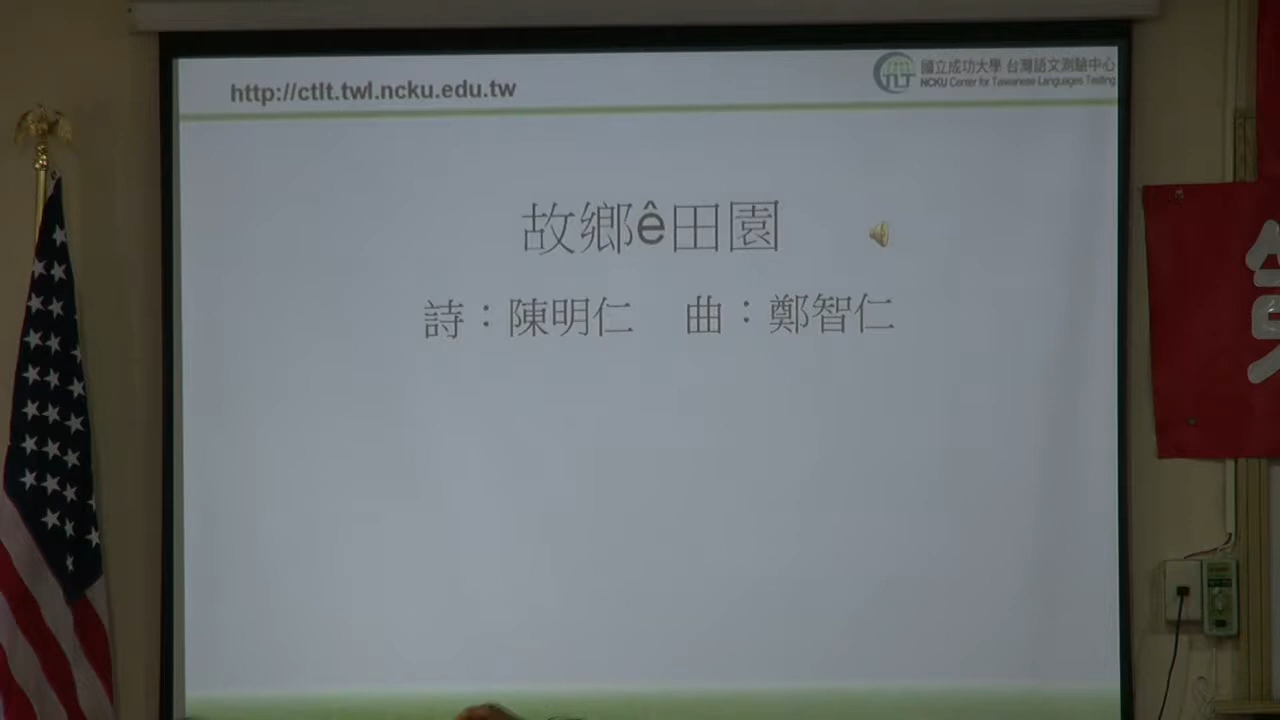 http://ctlt.twl.ncku.edu.tw
國立成功大學 台灣語文測驗中心
NCKU Center for Taiwanese Languages Testing
故鄉ê田園
詩：陳明仁 曲：鄭智仁